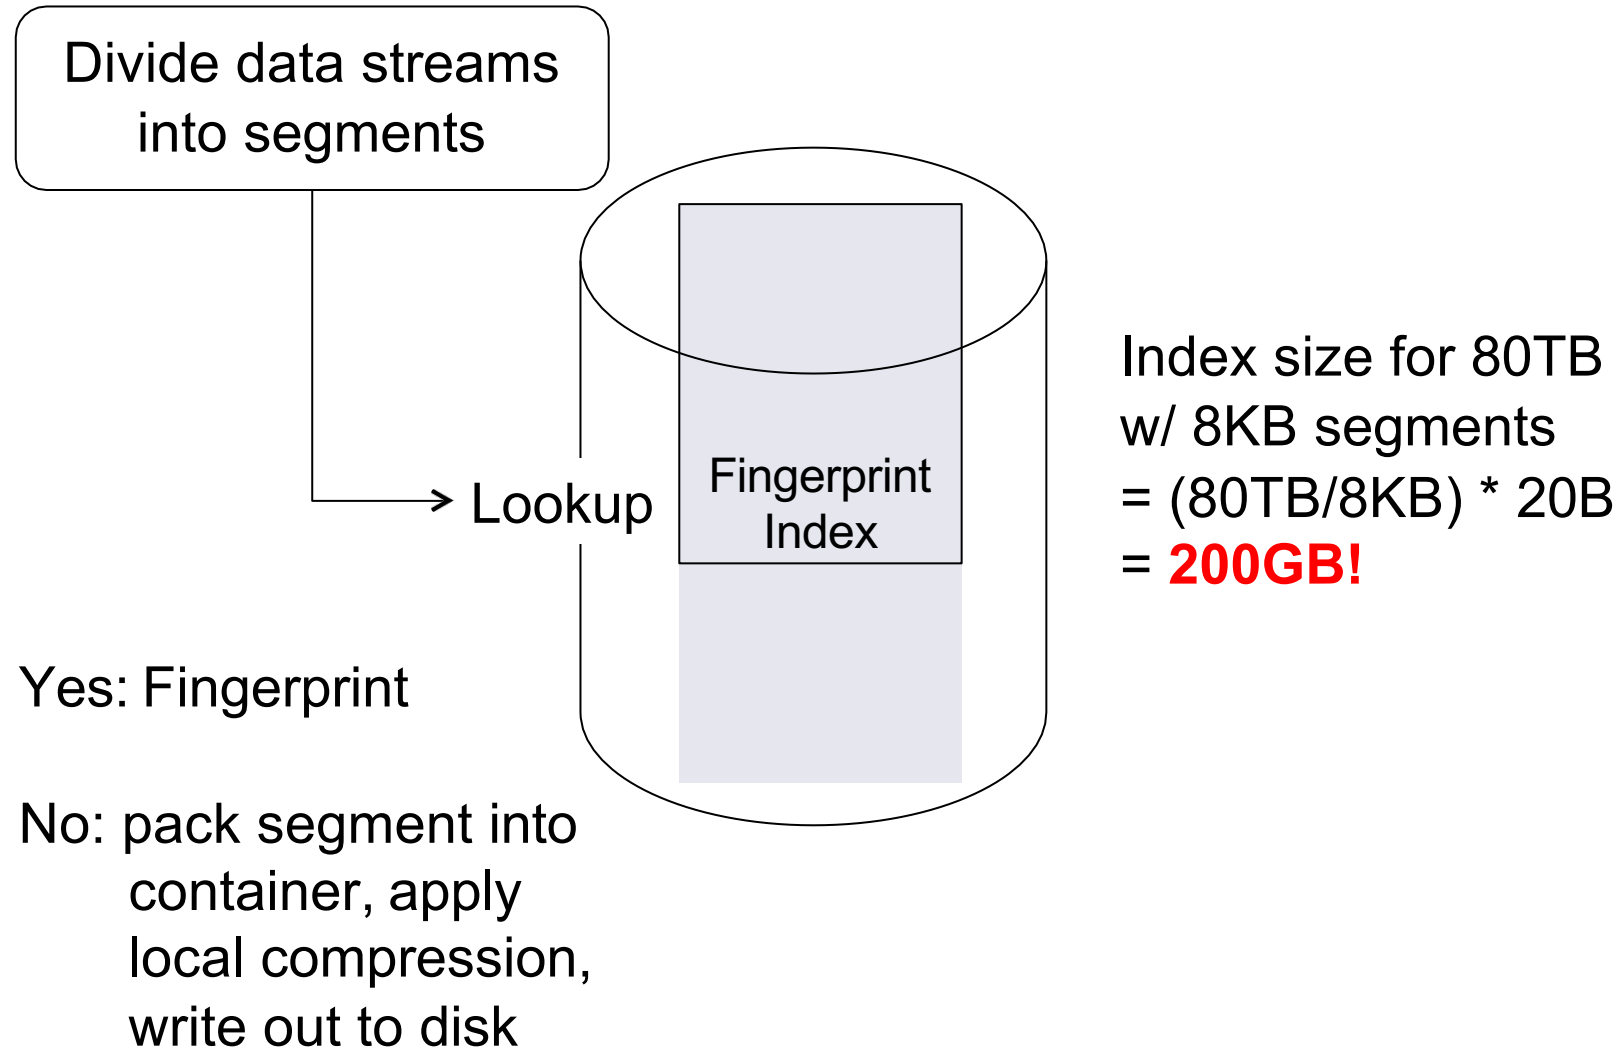 Divide data streams
into segments
Lookup
Fingerprint
Index
Index size for 80TB
w/ 8KB segments
= (80TB/8KB) * 20B
= 200GB!
Yes: Fingerprint
No: pack segment into
container, apply
local compression,
write out to disk